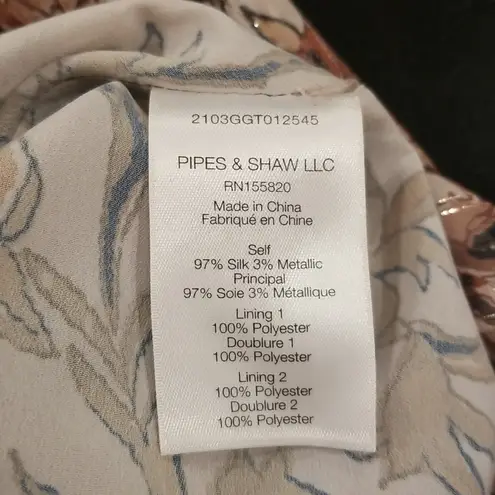 2103GGT012545
PIPES & SHAW LLC
RN155820
Made in China
Fabriqué en Chine
Self
97% Silk 3% Metallic
Principal
97% Soie 3% Métallique
Lining 1
100% Polyester
Doublure 1
100% Polyester
Lining 2
100% Polyester
Doublure 2
100% Polyester